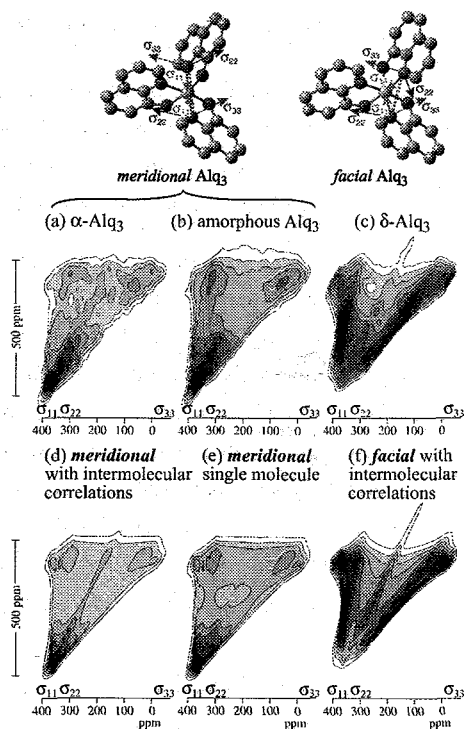 σ33 σ22 σ33
σ11 σ11
σ22 σ33 σ22 σ22 σ33
meridional Alq3 facial Alq3
(a) α-Alq3 (b) amorphous Alq3 (c) δ-Alq3
500 ppm
σ11 σ22 σ33 σ11 σ22 σ33 σ11 σ22 σ33
400 300 200 100 0 400 300 200 100 0 400 300 200 100 0
(d) meridional (e) meridional (f) facial with
with intermolecular single molecule intermolecular
correlations correlations
500 ppm
σ11 σ22 σ33 σ11 σ22 σ33 σ11 σ22 σ33
400 300 200 100 0 400 300 200 100 0 400 300 200 100 0
ppm ppm ppm